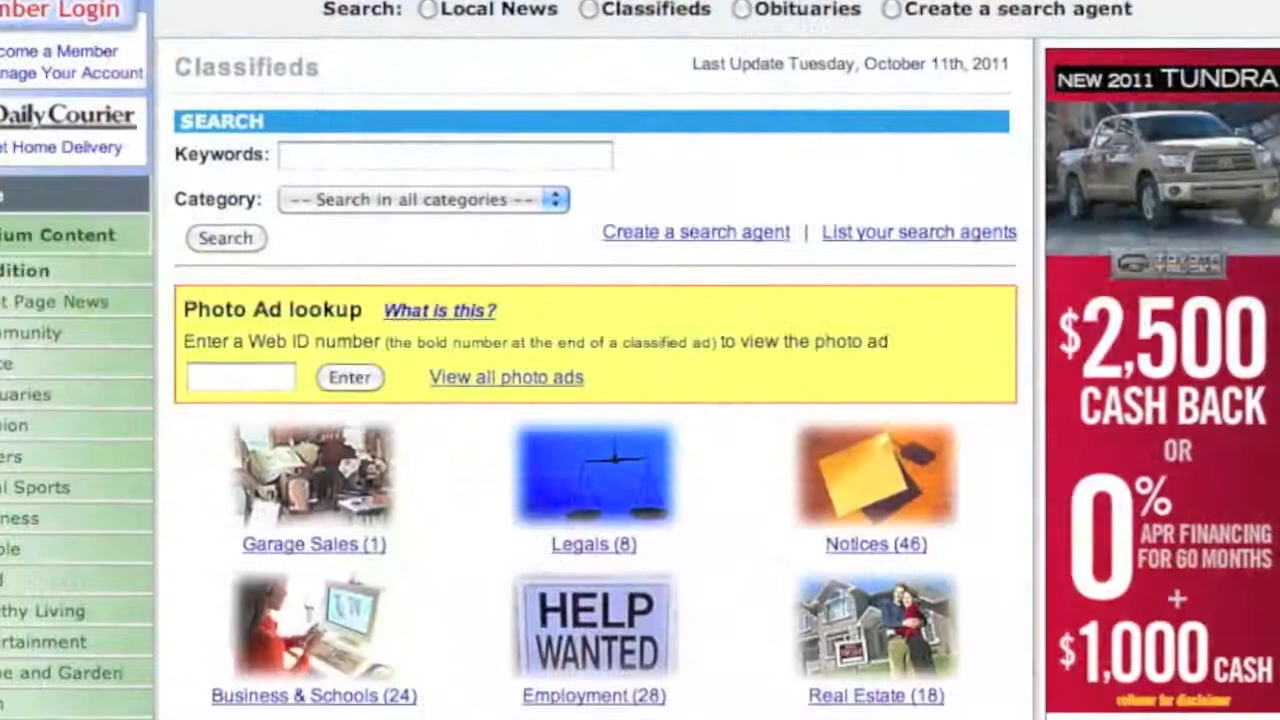 Search: Local News Classifieds Obituaries Create a search agent
mber Login
come a Member
nage Your Account
Daily Courier
et Home Delivery
ium Content
dition
t Page News
munity
ce
uaries
ion
ers
l Sports
ness
ple
d
thy Living
rtainment
e and Garden
Classifieds
Last Update Tuesday, October 11th, 2011
SEARCH
Keywords:
Category: -- Search in all categories --
Search
Create a search agent | List your search agents
Photo Ad lookup What is this?
Enter a Web ID number (the bold number at the end of a classified ad) to view the photo ad
Enter View all photo ads
Garage Sales (1) Legals (8) Notices (46)
HELP
WANTED
Business & Schools (24) Employment (28) Real Estate (18)
NEW 2011 TUNDRA
TOYOTA
$2,500
CASH BACK
OR
0%
APR FINANCING
FOR 60 MONTHS
+
$1,000 CASH
rollover for disclaimer